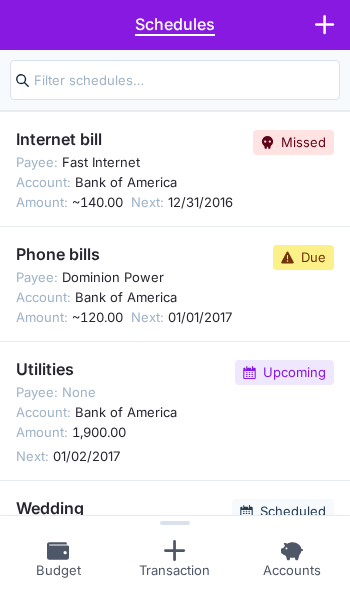 Schedules
Filter schedules...
Internet bill
Missed
Payee: Fast Internet
Account: Bank of America
Amount: ~140.00 Next: 12/31/2016
Phone bills
Due
Payee: Dominion Power
Account: Bank of America
Amount: ~120.00 Next: 01/01/2017
Utilities
Upcoming
Payee: None
Account: Bank of America
Amount: 1,900.00
Next: 01/02/2017
Wedding
Scheduled
Budget
Transaction
Accounts